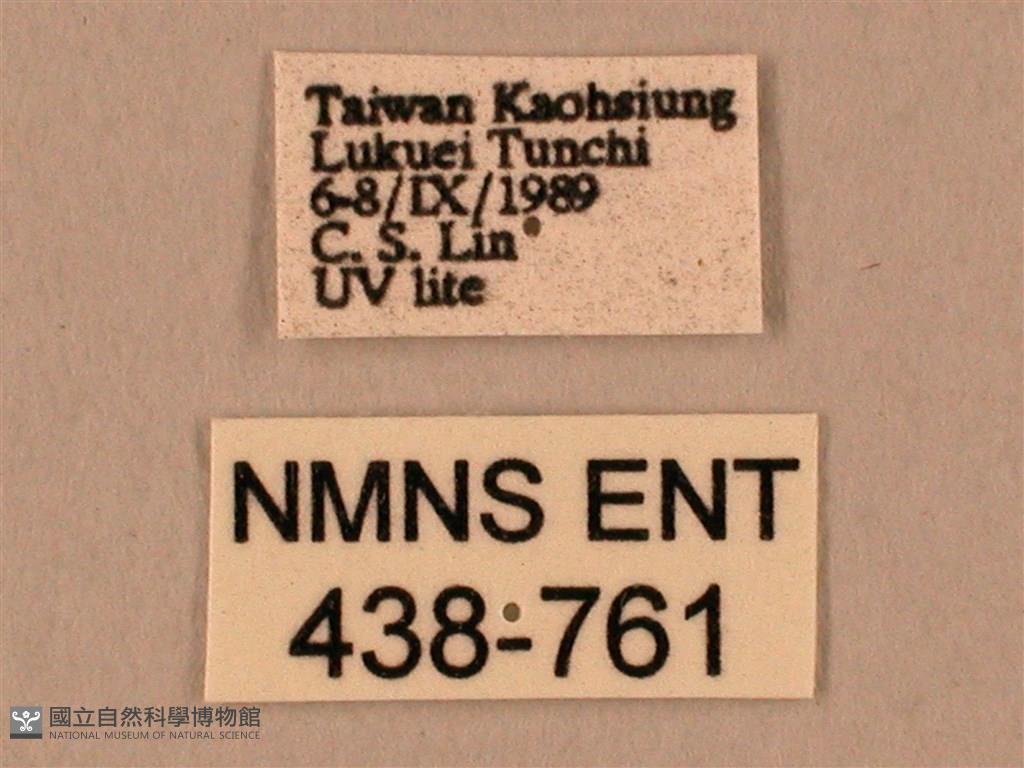 Taiwan Kaohsiung
Lukuei Tunchi
6-8/IX/1989
C. S. Lin
UV lite
NMNS ENT
438-761
國立自然科學博物館
NATIONAL MUSEUM OF NATURAL SCIENCE